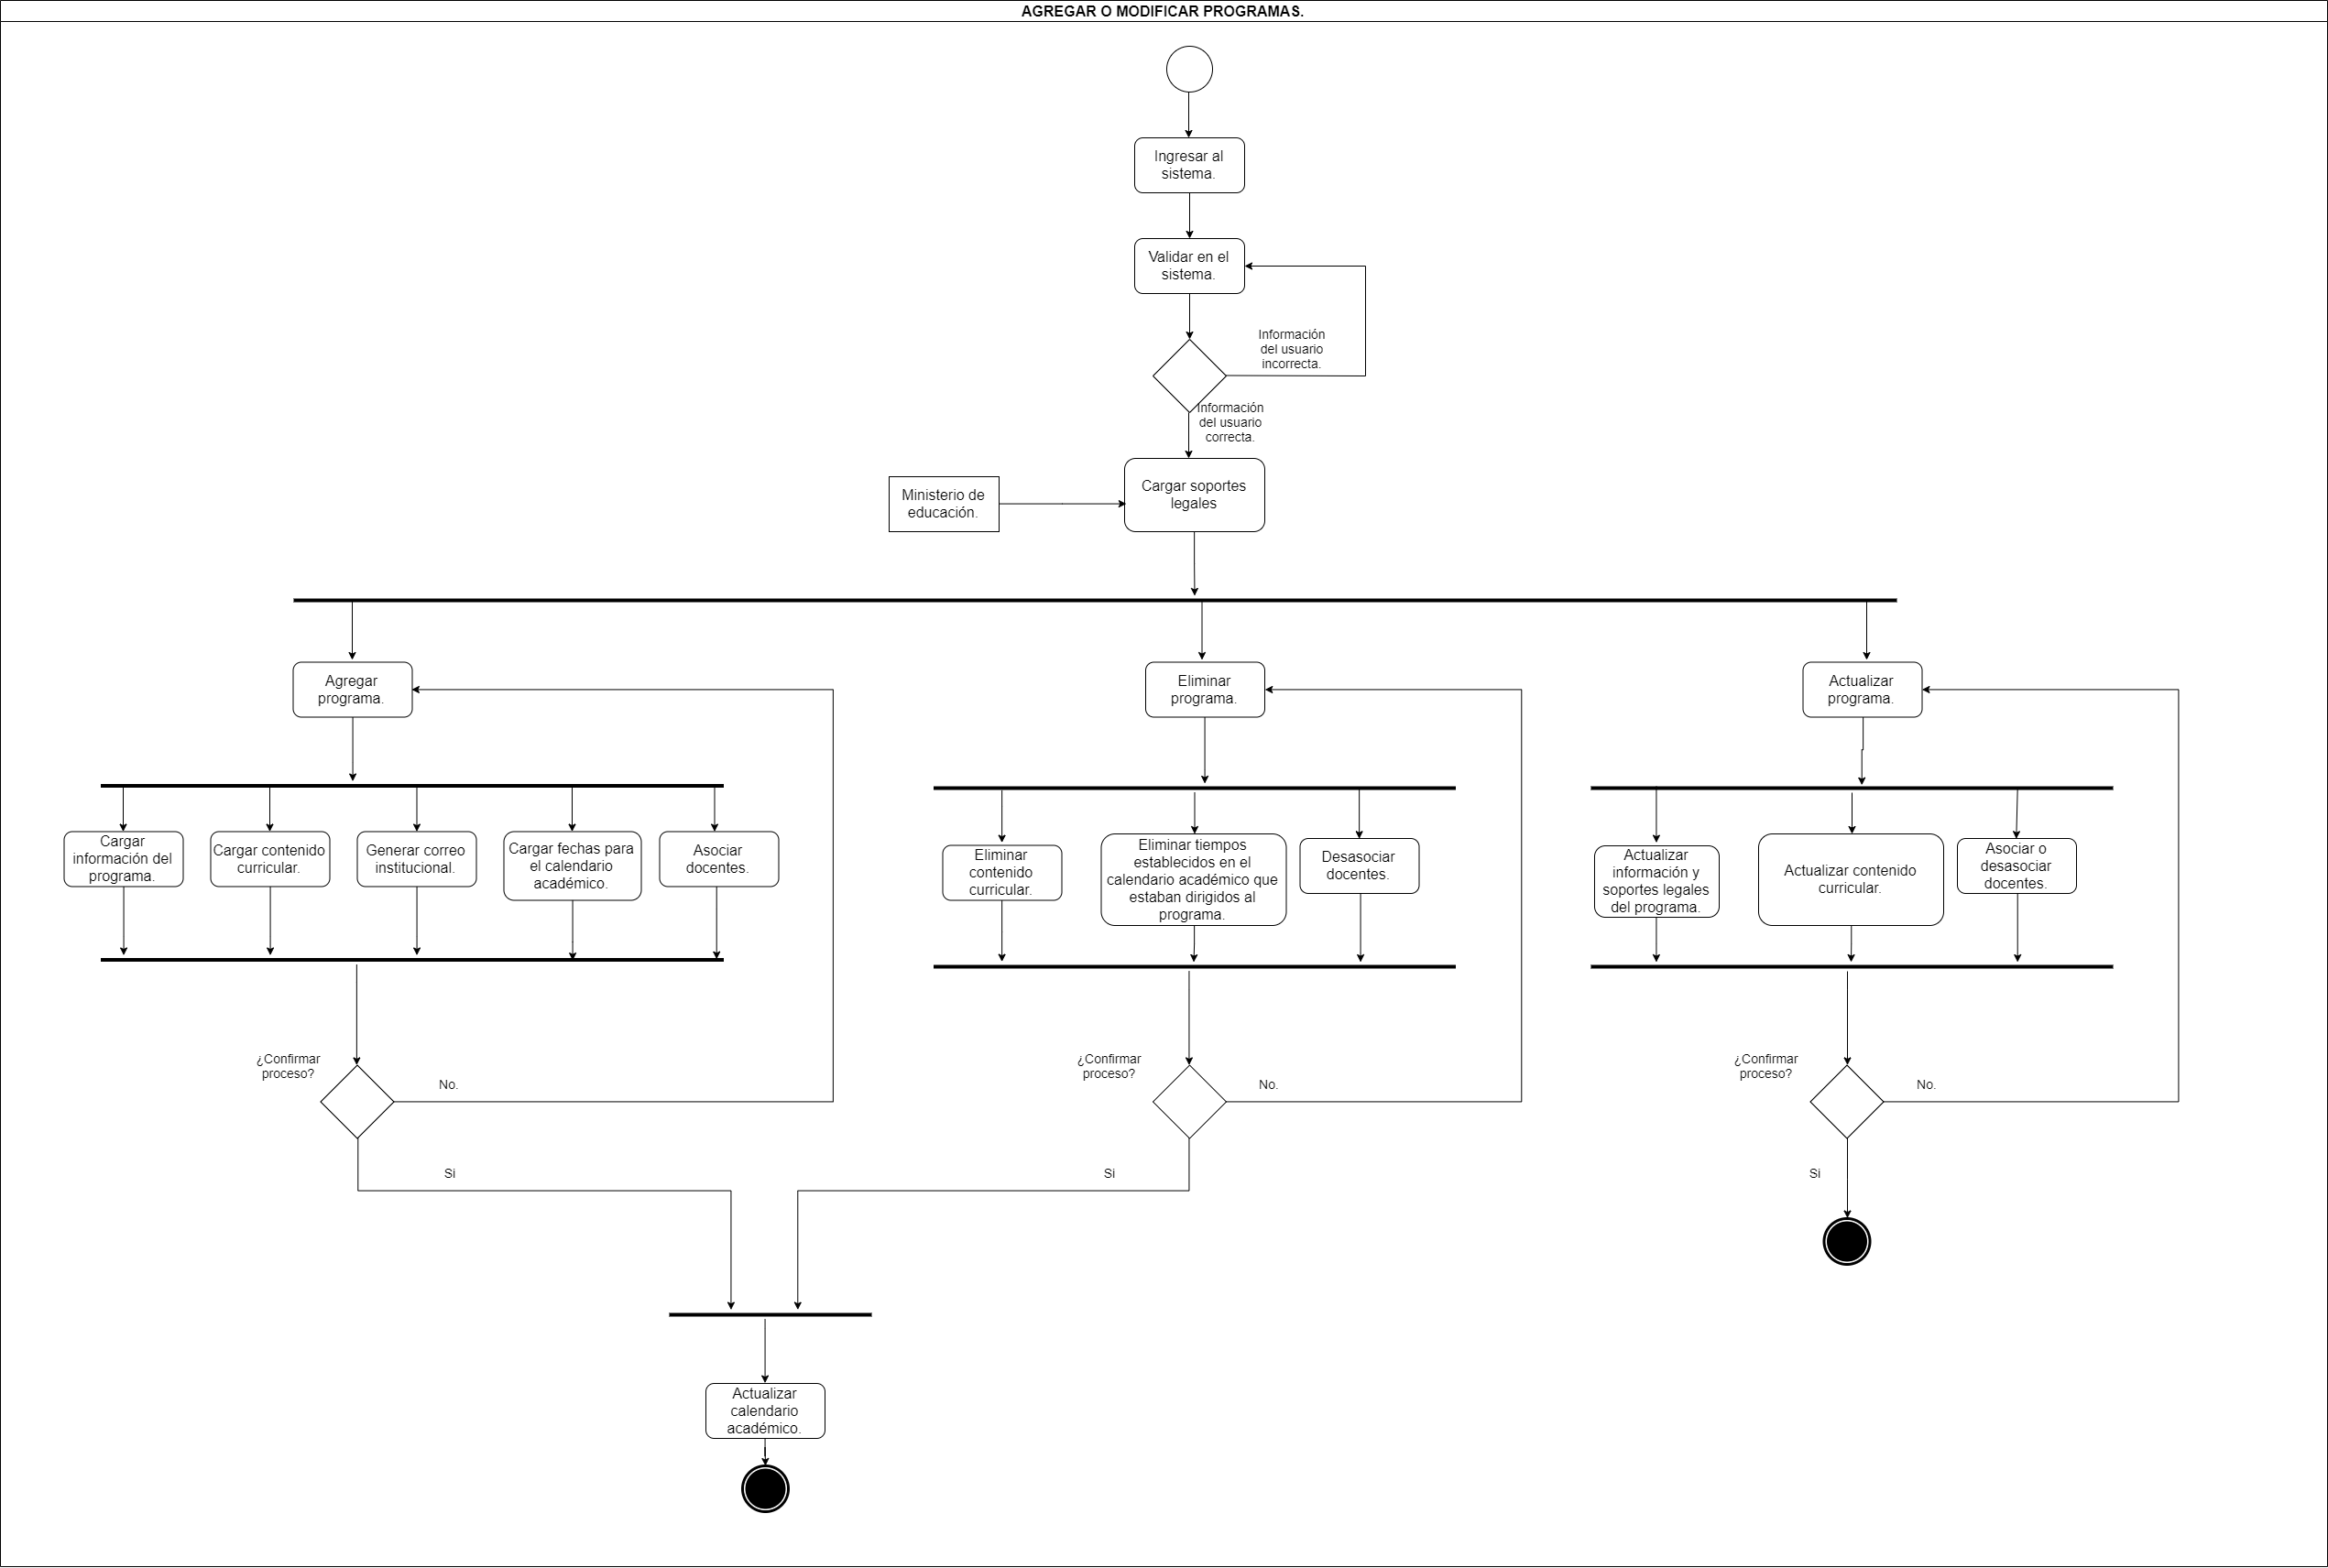 AGREGAR O MODIFICAR PROGRAMAS.
Ingresar al
sistema.
Validar en el
sistema.
Información
del usuario
incorrecta.
Información
del usuario
correcta.
Ministerio de
educación.
Cargar soportes
legales
Agregar
programa.
Eliminar
programa.
Actualizar
programa.
Cargar
información del
programa.
Cargar contenido
curricular.
Generar correo
institucional.
Cargar fechas para
el calendario
académico.
Asociar
docentes.
Eliminar
contenido
curricular.
Eliminar tiempos
establecidos en el
calendario académico que
estaban dirigidos al
programa.
Desasociar
docentes.
Actualizar
información y
soportes legales
del programa.
Actualizar contenido
curricular.
Asociar o
desasociar
docentes.
¿Confirmar
proceso?
No.
¿Confirmar
proceso?
No.
¿Confirmar
proceso?
No.
Si
Si
Si
Actualizar
calendario
académico.